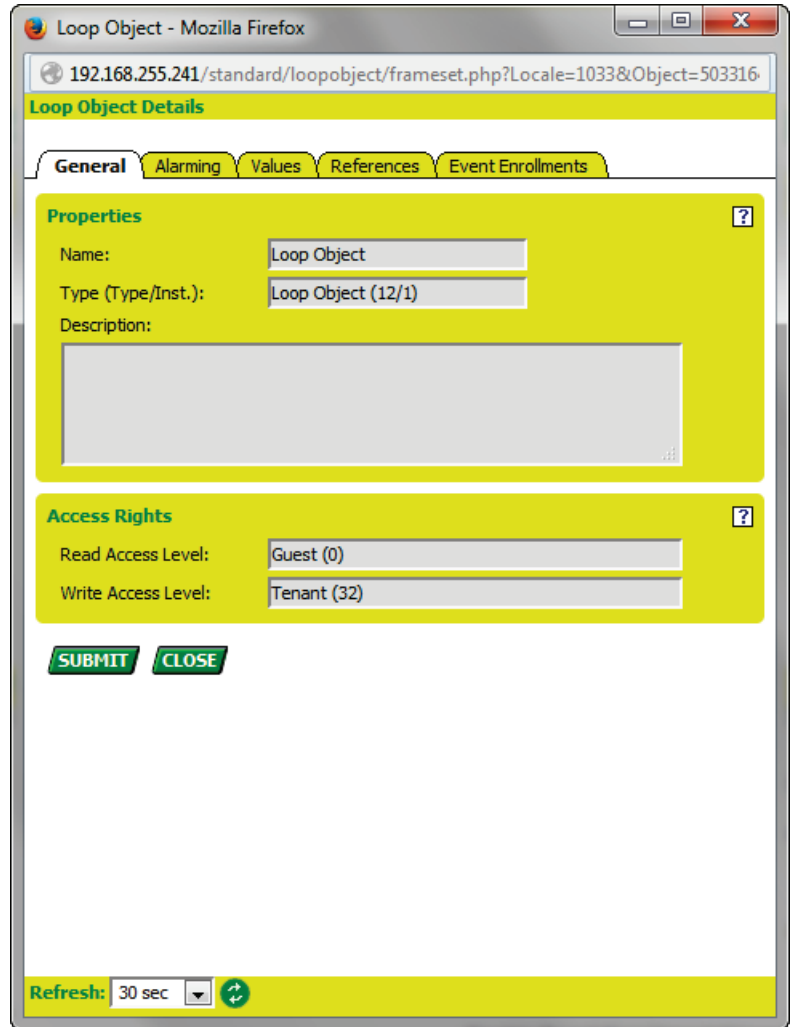 Loop Object - Mozilla Firefox
192.168.255.241/standard/loopobject/frameset.php?Locale=1033&Object=503316
Loop Object Details
General Alarming Values References Event Enrollments
Properties ?
Name: Loop Object
Type (Type/Inst.): Loop Object (12/1)
Description:
Access Rights ?
Read Access Level: Guest (0)
Write Access Level: Tenant (32)
SUBMIT CLOSE
Refresh: 30 sec